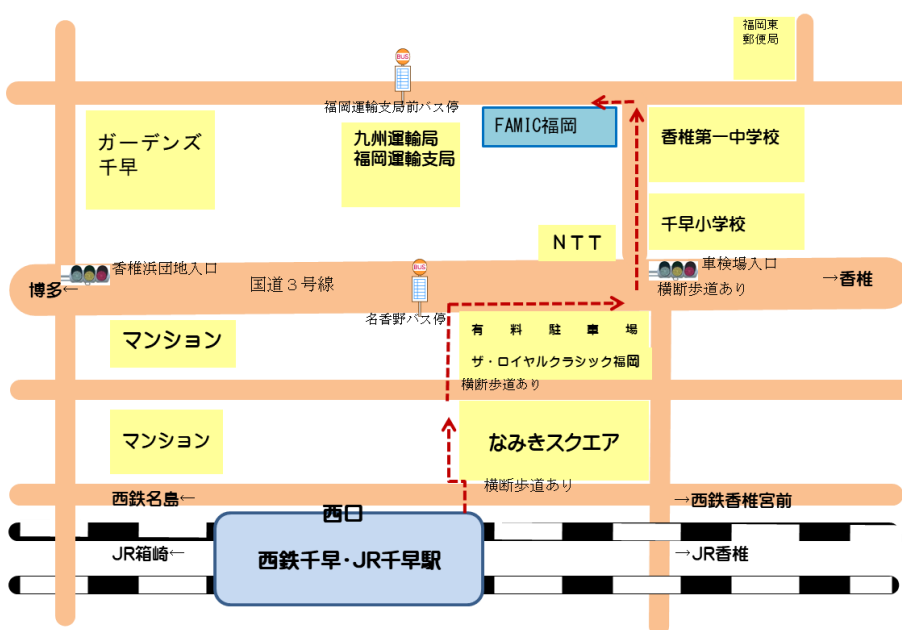 福岡東
郵便局
BUS
福岡運輸支局前バス停
FAMIC福岡
ガーデンズ
千早
九州運輸局
福岡運輸支局
香椎第一中学校
千早小学校
ＮＴＴ
香椎浜団地入口
車検場入口
博多←
国道３号線
BUS
横断歩道あり
→香椎
名香野バス停
マンション
有料駐車場
ザ・ロイヤルクラシック福岡
横断歩道あり
マンション
なみきスクエア
横断歩道あり
西鉄名島←
→西鉄香椎宮前
西口
JR箱崎←
西鉄千早・JR千早駅
→JR香椎